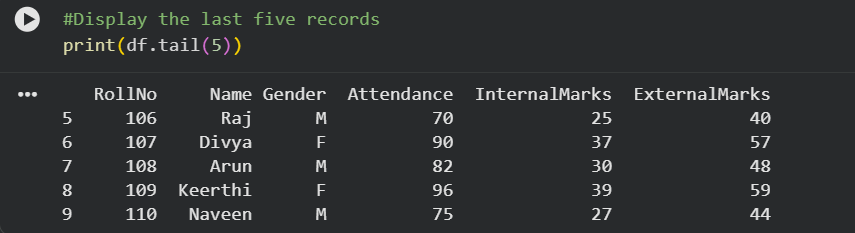 #Display the last five records
print(df.tail(5))
RollNo Name Gender Attendance InternalMarks ExternalMarks
5 106 Raj M 70 25 40
6 107 Divya F 90 37 57
7 108 Arun M 82 30 48
8 109 Keerthi F 96 39 59
9 110 Naveen M 75 27 44